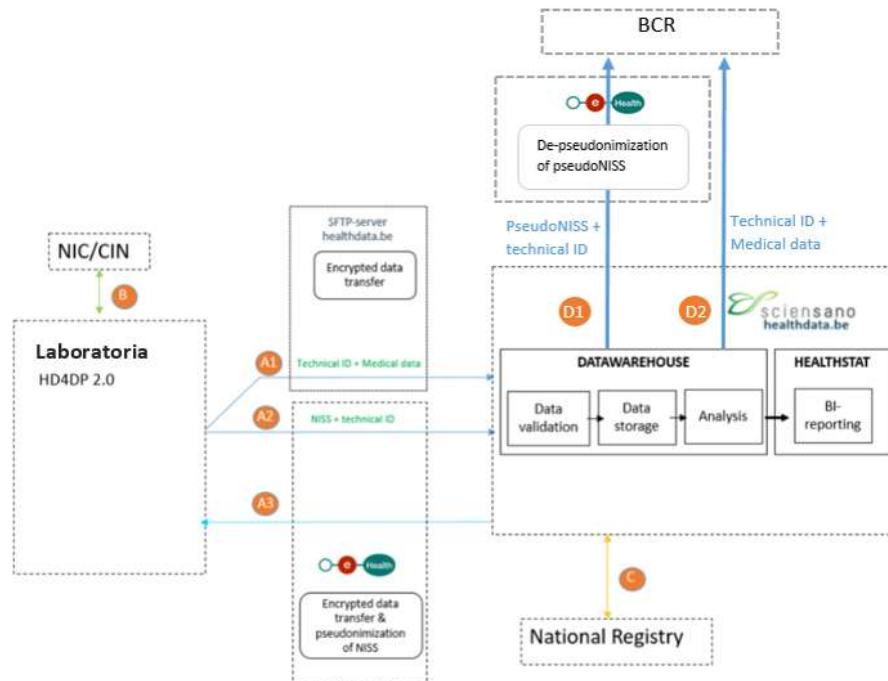 BCR
e
Health
De-pseudonimization
of pseudoNISS
PseudoNISS +
technical ID
Technical ID +
Medical data
SFTP-server
healthdata.be
Encrypted data
transfer
NIC/CIN
B
D1
D2
sciensano
healthdata.be
Laboratoria
HD4DP 2.0
A1
Technical ID + Medical data
DATAWAREHOUSE
HEALTHSTAT
A2
NISS + technical ID
Data
validation
Data
storage
Analysis
BI-
reporting
A3
e
Health
Encrypted data
transfer &
pseudonimization
of NISS
C
National Registry